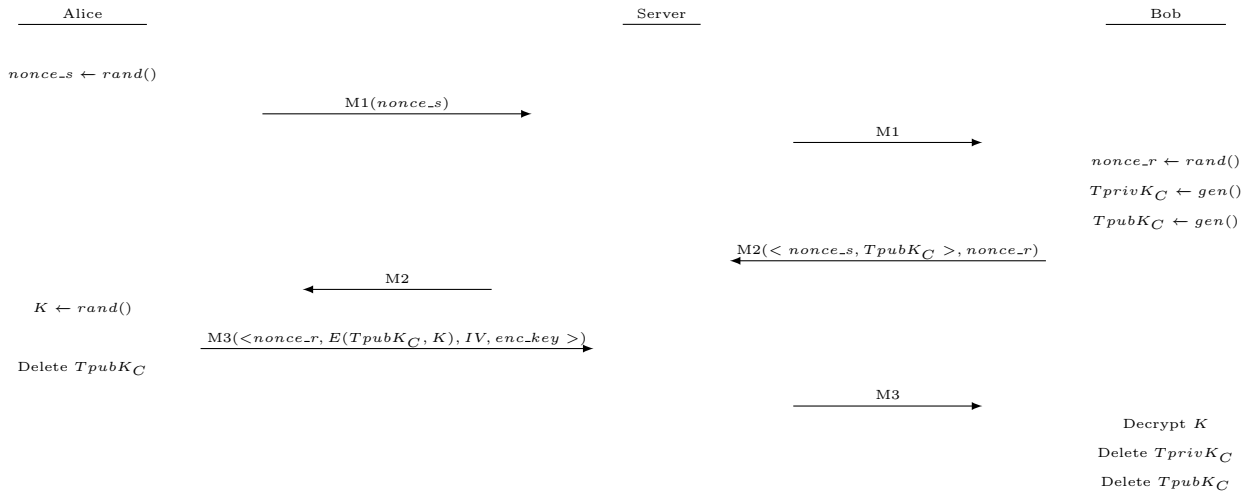 Alice Server Bob
nonce_s ← rand()
M1(nonce_s)
M1
nonce_r ← rand()
TprivK_C ← gen()
TpubK_C ← gen()
M2(< nonce_s, TpubK_C >, nonce_r)
M2
K ← rand()
M3(<nonce_r, E(TpubK_C, K), IV, enc_key >)
Delete TpubK_C
M3
Decrypt K
Delete TprivK_C
Delete TpubK_C